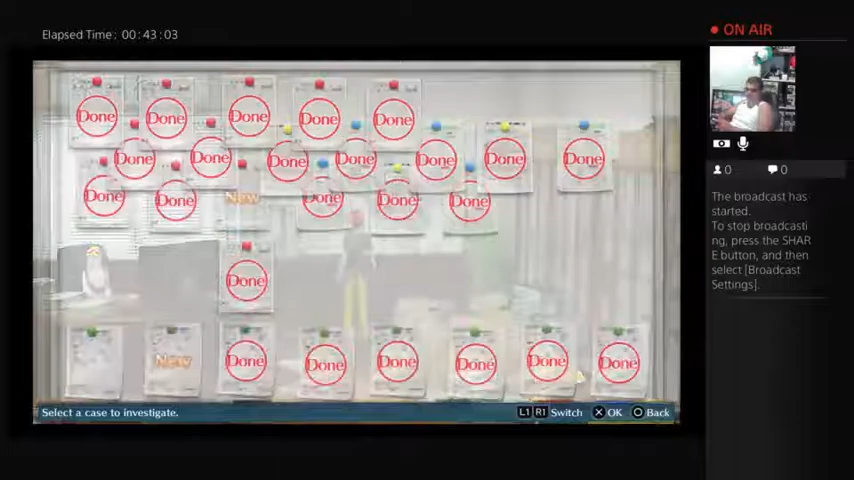 Elapsed Time: 00:43:03
ON AIR
Done Done Done Done Done
Done Done Done Done Done Done Done
Done Done New Done Done Done
Done
New Done Done Done Done Done Done
0 0
The broadcast has
started.
To stop broadcasti
ng, press the SHAR
E button, and then
select [Broadcast
Settings].
Select a case to investigate.
L1 R1 Switch OK Back